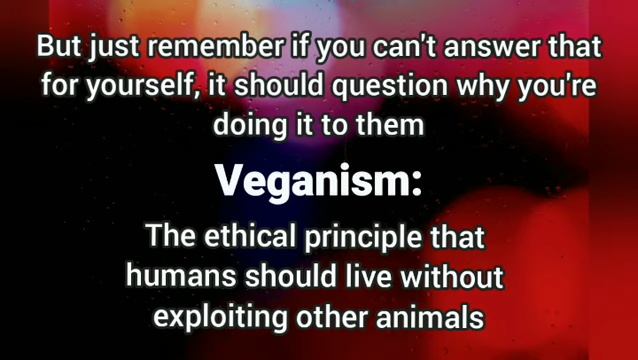 But just remember if you can't answer that
for yourself, it should question why you're
doing it to them
Veganism:
The ethical principle that
humans should live without
exploiting other animals